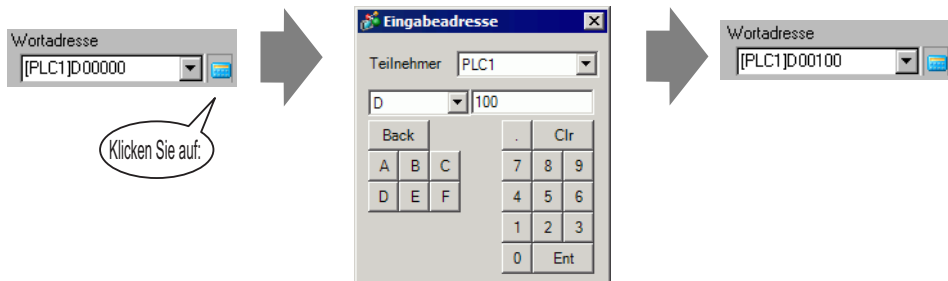 Wortadresse
[PLC1]D00000
Klicken Sie auf:
Eingabeadresse
Teilnehmer PLC1
D 100
Back . Clr
A B C 7 8 9
D E F 4 5 6
1 2 3
0 Ent
Wortadresse
[PLC1]D00100